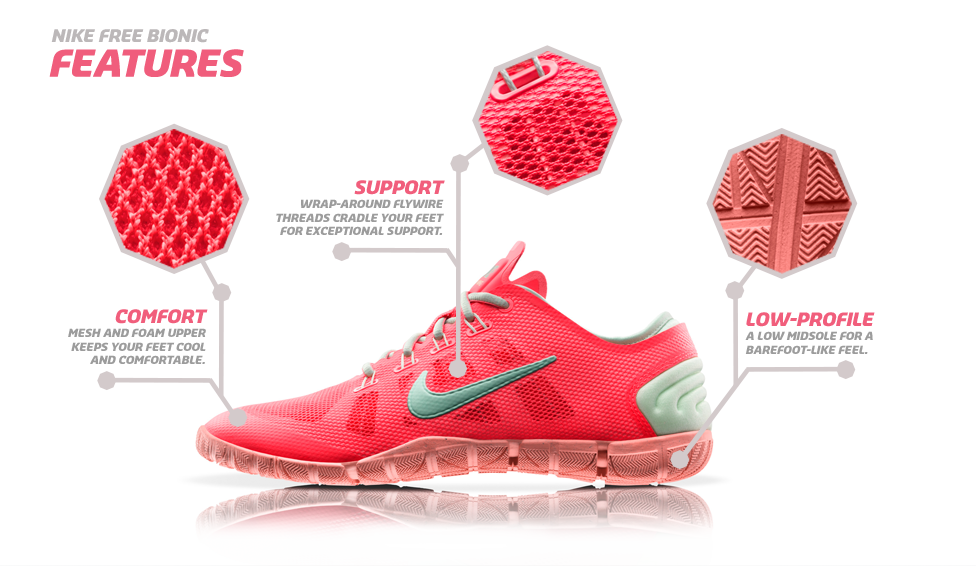 NIKE FREE BIONIC
FEATURES
SUPPORT
WRAP-AROUND FLYWIRE
THREADS CRADLE YOUR FEET
FOR EXCEPTIONAL SUPPORT.
COMFORT
MESH AND FOAM UPPER
KEEPS YOUR FEET COOL
AND COMFORTABLE.
LOW-PROFILE
A LOW MIDSOLE FOR A
BAREFOOT-LIKE FEEL.